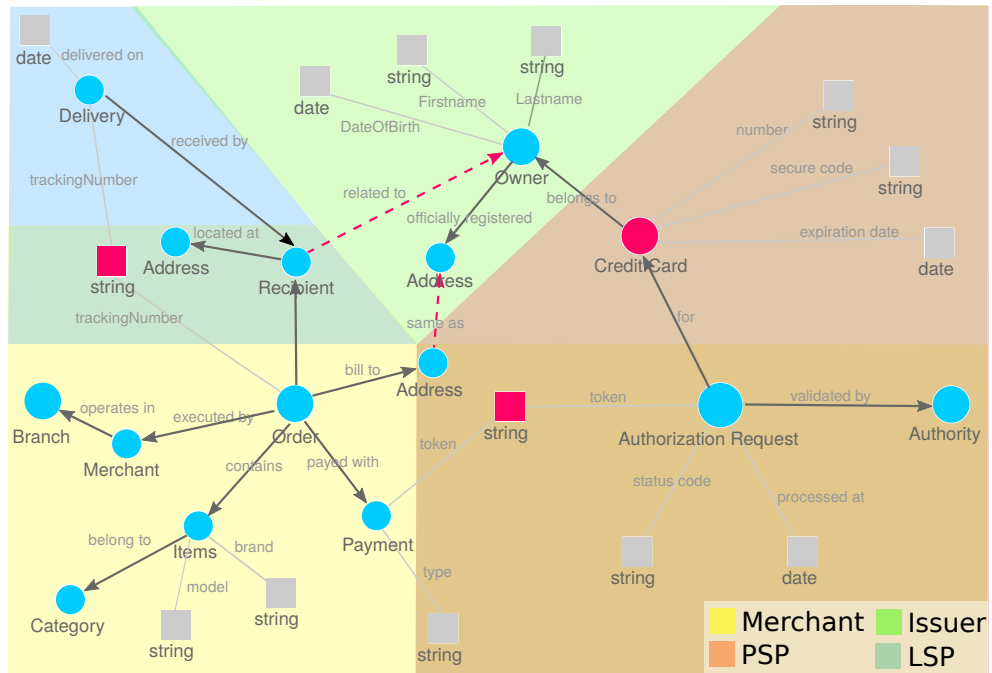 date
delivered on
Delivery
received by
trackingNumber
string
string
date
Firstname
Lastname
DateOfBirth
Owner
related to
officially registered
belongs to
number
string
secure code
string
expiration date
date
CreditCard
located at
Address
string
Recipient
Address
trackingNumber
same as
for
bill to
Address
Branch
operates in
executed by
Order
Merchant
contains
payed with
token
string
token
Authorization Request
validated by
Authority
status code
processed at
string
date
belong to
Items
brand
Payment
model
type
Category
string
string
string
Merchant
Issuer
PSP
LSP